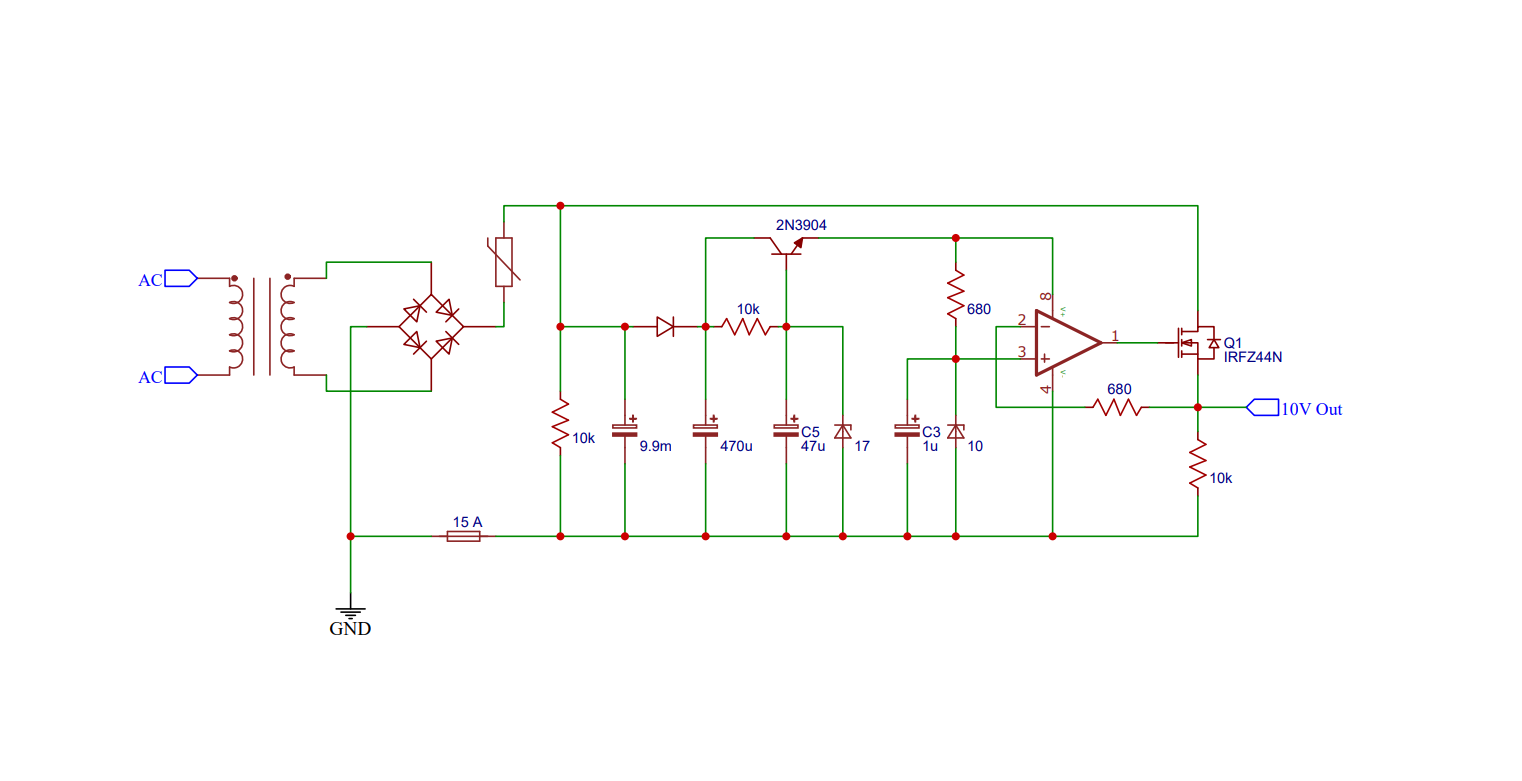 2N3904
AC
10k
8
V+
680
2
1
Q1
IRFZ44N
3
V-
AC
4
680
10V Out
10k
9.9m
470u
C5
47u
17
C3
1u
10
10k
15 A
GND